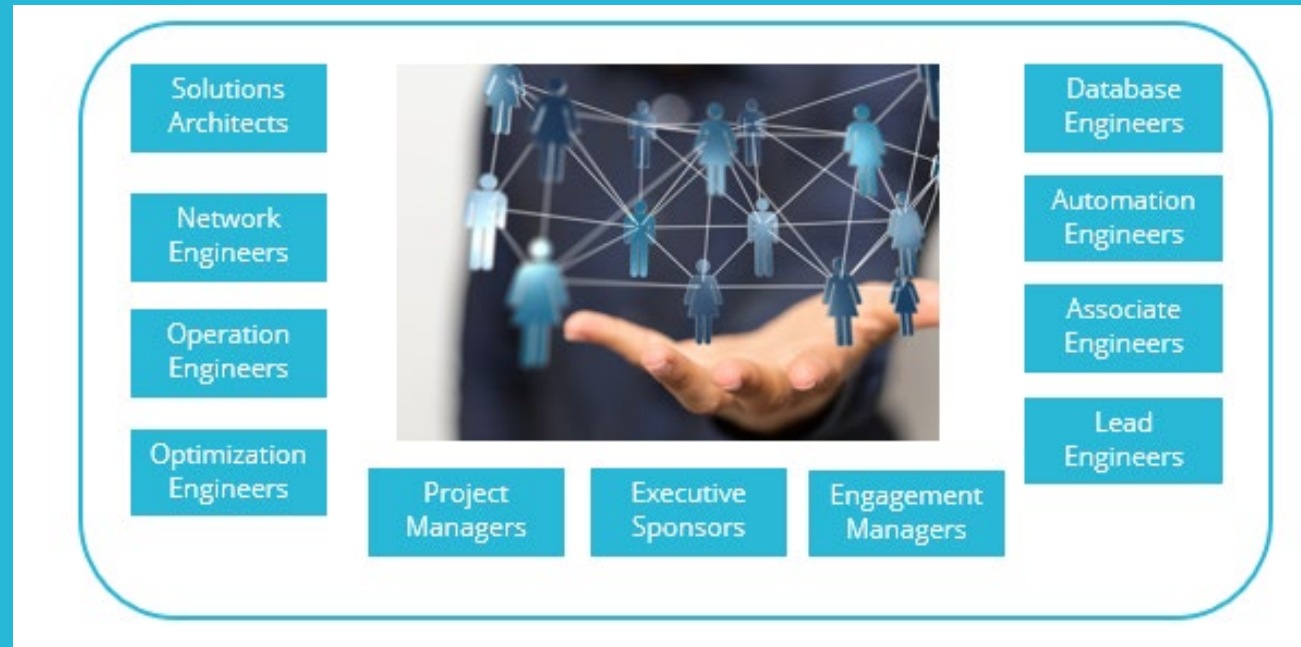 Solutions
Architects
Network
Engineers
Operation
Engineers
Optimization
Engineers
Project
Managers
Executive
Sponsors
Engagement
Managers
Database
Engineers
Automation
Engineers
Associate
Engineers
Lead
Engineers